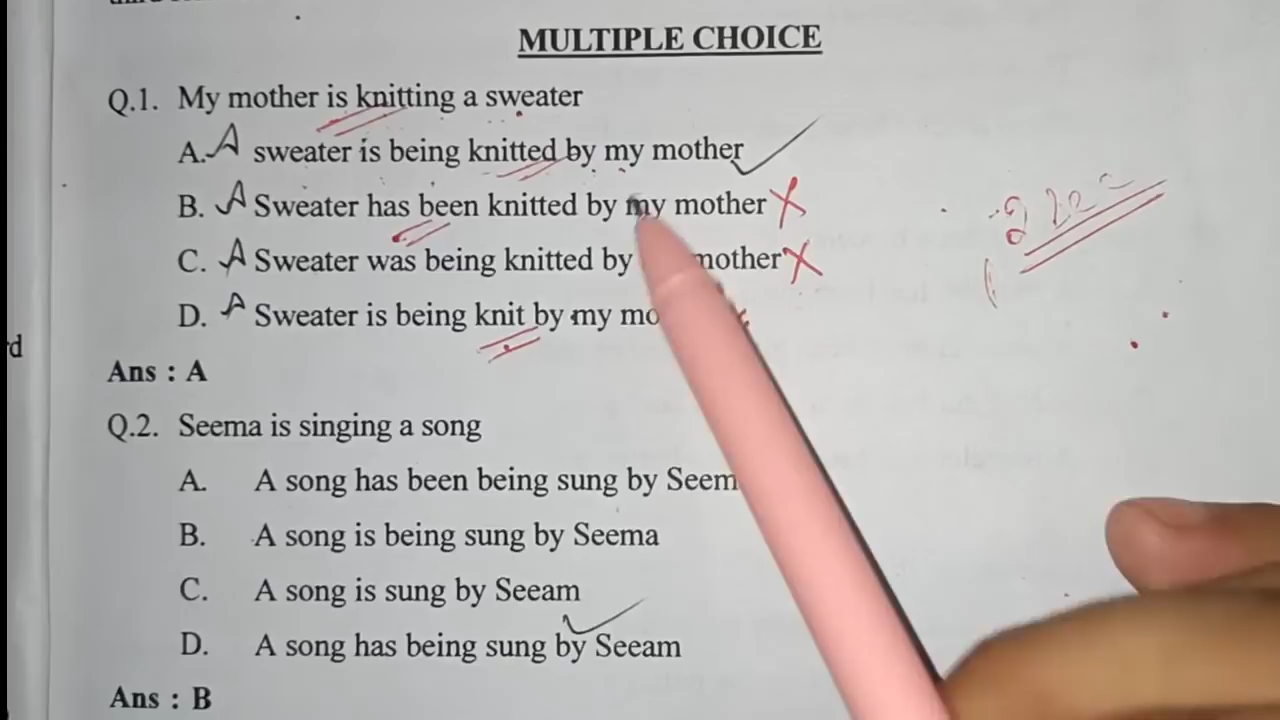 MULTIPLE CHOICE
Q.1. My mother is knitting a sweater
A. A sweater is being knitted by my mother
B. A Sweater has been knitted by my mother
C. A Sweater was being knitted by mother
D. A Sweater is being knit by my
Ans : A
Q.2. Seema is singing a song
A. A song has been being sung by Seem
B. A song is being sung by Seema
C. A song is sung by Seeam
D. A song has being sung by Seeam
Ans : B